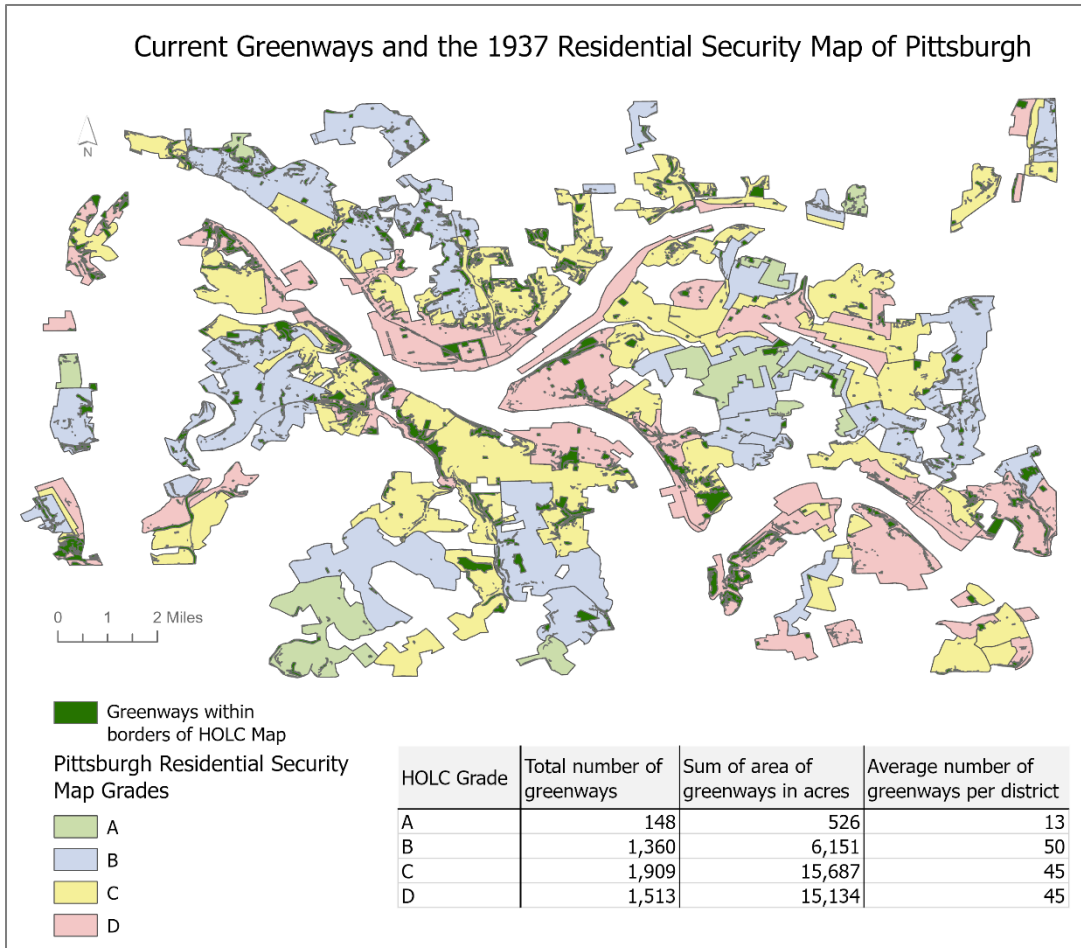 Current Greenways and the 1937 Residential Security Map of Pittsburgh
N
0 1 2 Miles
Greenways within
borders of HOLC Map
Pittsburgh Residential Security
Map Grades
A
B
C
D
HOLC Grade Total number of greenways Sum of area of greenways in acres Average number of greenways per district
A 148 526 13
B 1,360 6,151 50
C 1,909 15,687 45
D 1,513 15,134 45